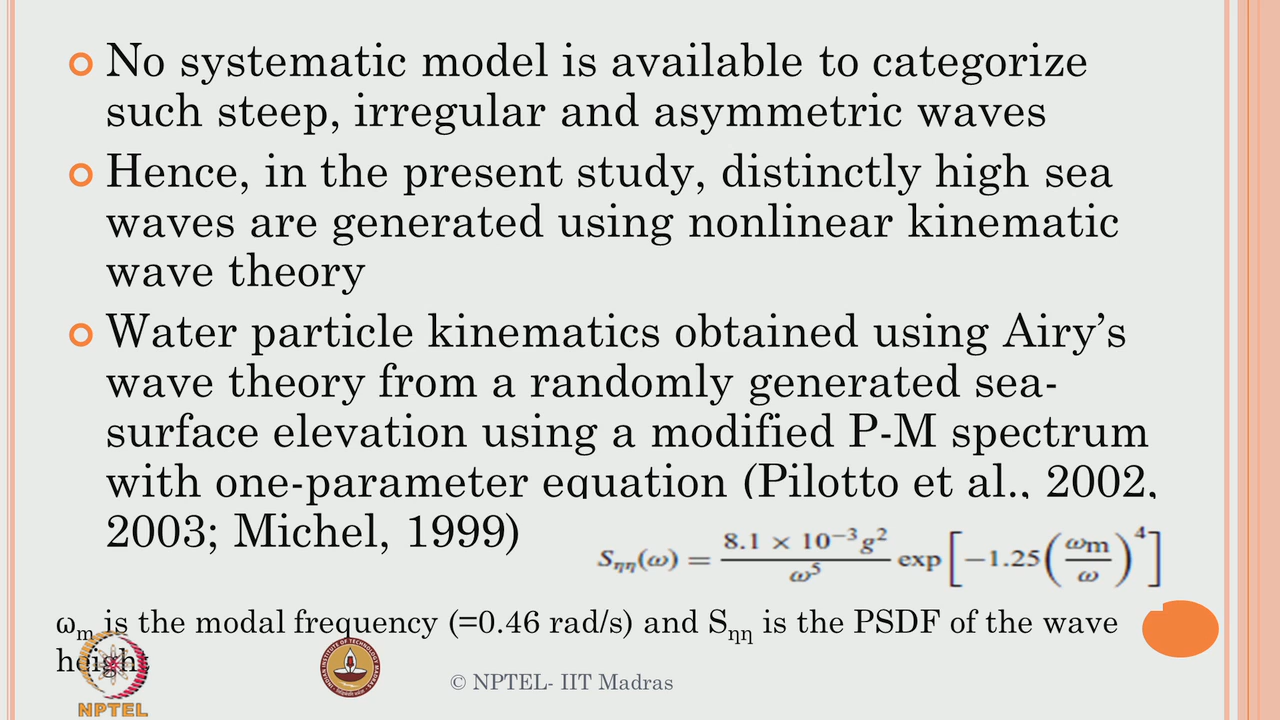 No systematic model is available to categorize
such steep, irregular and asymmetric waves
Hence, in the present study, distinctly high sea
waves are generated using nonlinear kinematic
wave theory
Water particle kinematics obtained using Airy’s
wave theory from a randomly generated sea-
surface elevation using a modified P-M spectrum
with one-parameter equation (Pilotto et al., 2002,
2003; Michel, 1999)
Sηη(ω) = 8.1 × 10⁻³g² / ω⁵ exp[−1.25(ωm/ω)⁴]
ωm is the modal frequency (=0.46 rad/s) and Sηη is the PSDF of the wave
height
© NPTEL- IIT Madras
NPTEL